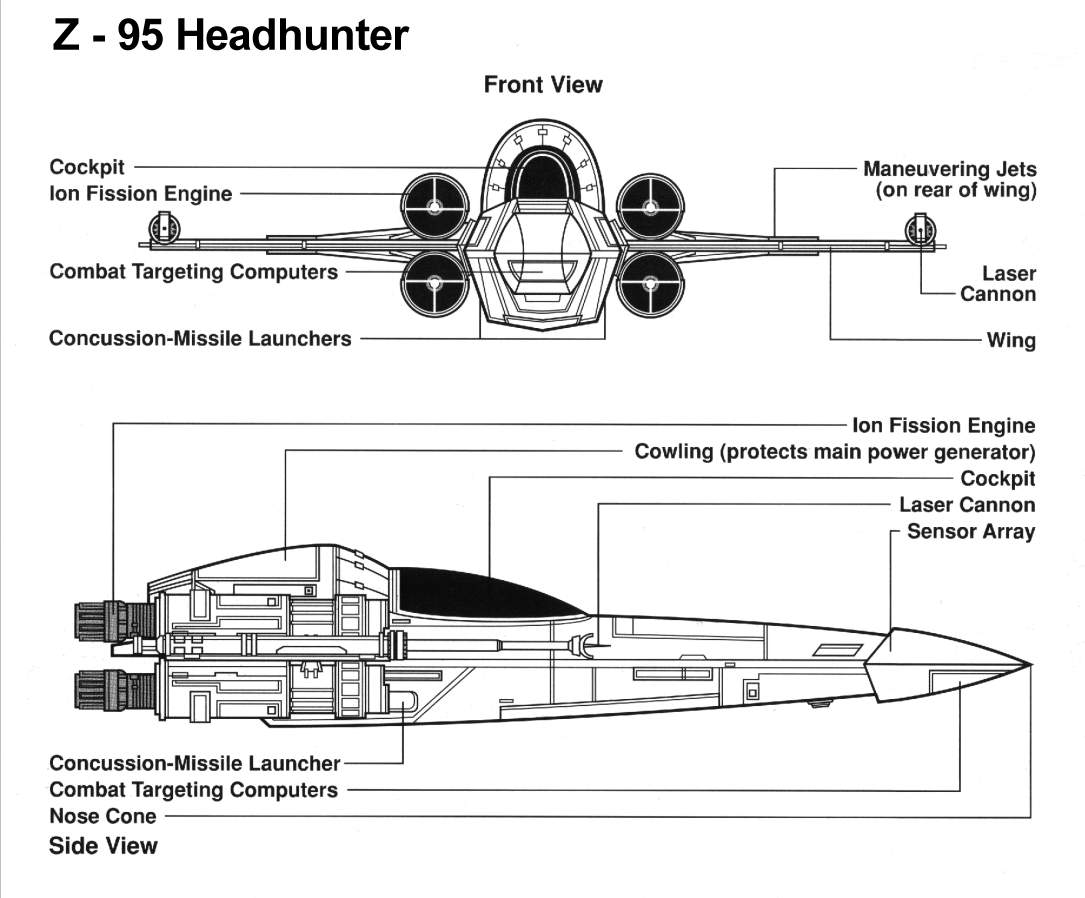 Z - 95 Headhunter
Front View
Cockpit
Ion Fission Engine
Combat Targeting Computers
Concussion-Missile Launchers
Maneuvering Jets
(on rear of wing)
Laser
Cannon
Wing
Ion Fission Engine
Cowling (protects main power generator)
Cockpit
Laser Cannon
Sensor Array
Concussion-Missile Launcher
Combat Targeting Computers
Nose Cone
Side View